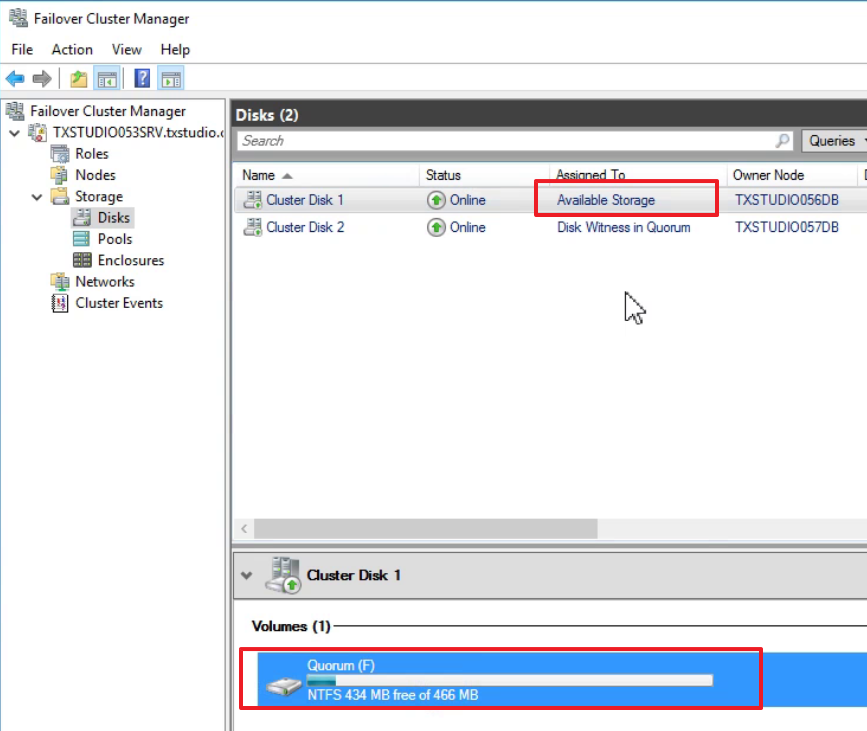 Failover Cluster Manager
File Action View Help
Failover Cluster Manager
TXSTUDIO053SRV.txstudio.
Roles
Nodes
Storage
Disks
Pools
Enclosures
Networks
Cluster Events
Disks (2)
Search Queries
Name Status Assigned To Owner Node
Cluster Disk 1 Online Available Storage TXSTUDIO056DB
Cluster Disk 2 Online Disk Witness in Quorum TXSTUDIO057DB
Cluster Disk 1
Volumes (1)
Quorum (F)
NTFS 434 MB free of 466 MB